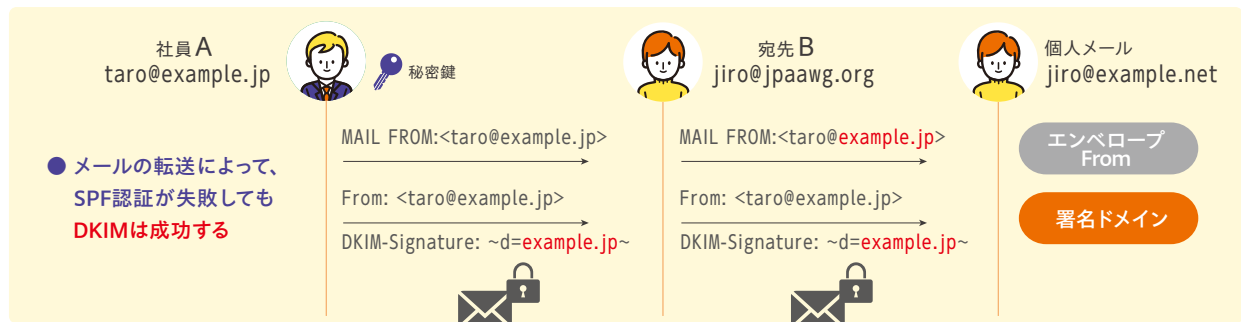 社員A
taro@example.jp
秘密鍵
宛先B
jiro@jpaawg.org
個人メール
jiro@example.net
● メールの転送によって、
SPF認証が失敗しても
DKIMは成功する
MAIL FROM:<taro@example.jp>
From: <taro@example.jp>
DKIM-Signature: ~d=example.jp~
MAIL FROM:<taro@example.jp>
From: <taro@example.jp>
DKIM-Signature: ~d=example.jp~
エンベロープ
From
署名ドメイン